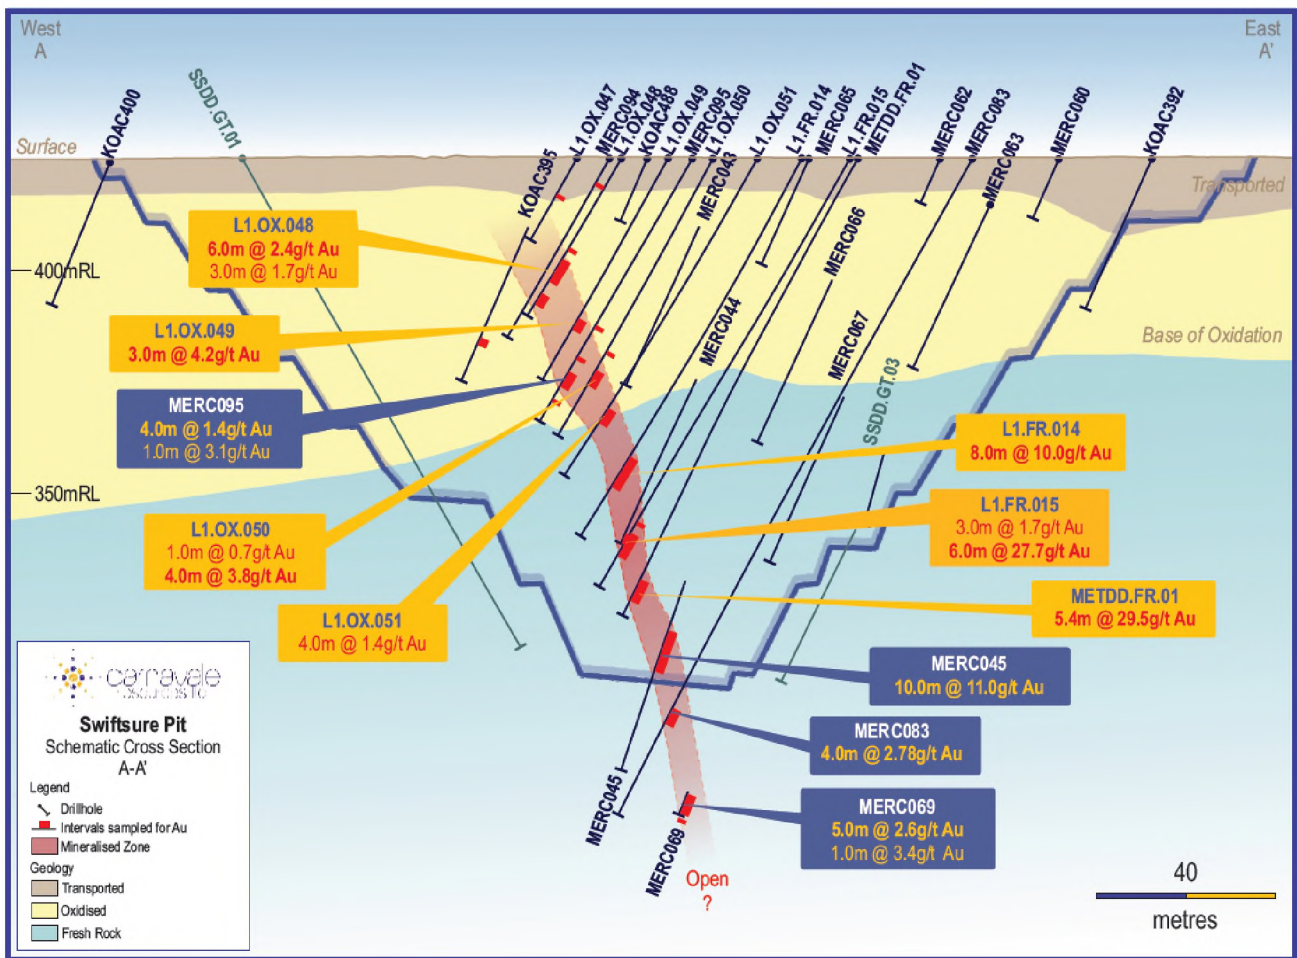 West
A
East
A'
KOAC400
SSDD.GT.01
KOAC395
L1.OX.047
MERC094
L1.OX.048
KOAC488
L1.OX.049
MERC095
L1.OX.050
MERC043
L1.OX.051
L1.FR.014
MERC065
L1.FR.015
METDD.FR.01
MERC062
MERC083
MERC063
MERC060
KOAC392
Surface
Transported
MERC066
MERC044
MERC067
SSDD.GT.03
400mRL
350mRL
Base of Oxidation
L1.OX.048
6.0m @ 2.4g/t Au
3.0m @ 1.7g/t Au
L1.OX.049
3.0m @ 4.2g/t Au
MERC095
4.0m @ 1.4g/t Au
1.0m @ 3.1g/t Au
L1.OX.050
1.0m @ 0.7g/t Au
4.0m @ 3.8g/t Au
L1.OX.051
4.0m @ 1.4g/t Au
L1.FR.014
8.0m @ 10.0g/t Au
L1.FR.015
3.0m @ 1.7g/t Au
6.0m @ 27.7g/t Au
METDD.FR.01
5.4m @ 29.5g/t Au
MERC045
10.0m @ 11.0g/t Au
MERC083
4.0m @ 2.78g/t Au
MERC069
5.0m @ 2.6g/t Au
1.0m @ 3.4g/t Au
MERC045
MERC069
Open
?
carnavale
Swiftsure Pit
Schematic Cross Section
A-A'
Legend
Drillhole
Intervals sampled for Au
Mineralised Zone
Geology
Transported
Oxidised
Fresh Rock
40
metres